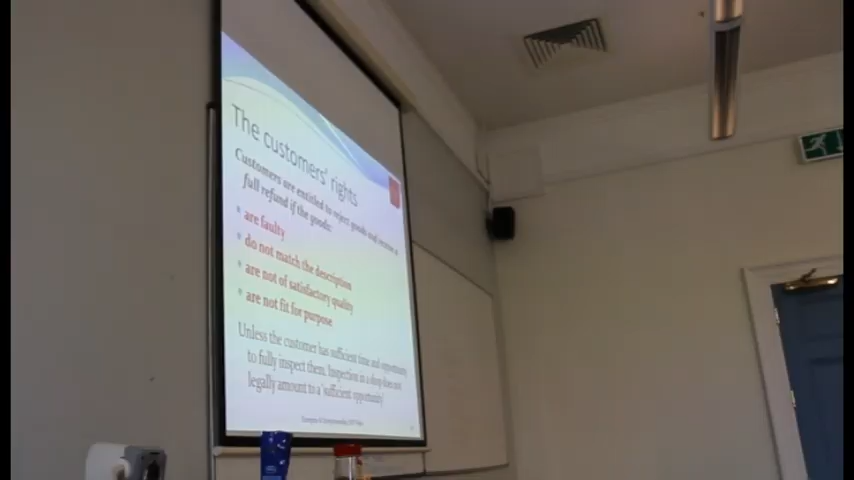 The customers' rights
Customers are entitled to reject goods and receive a
full refund if the goods:
are faulty
do not match the description
are not of satisfactory quality
are not fit for purpose
Unless the customer has sufficient time and opportunity
to fully inspect them. Inspection in a shop does not
legally amount to a 'sufficient opportunity'